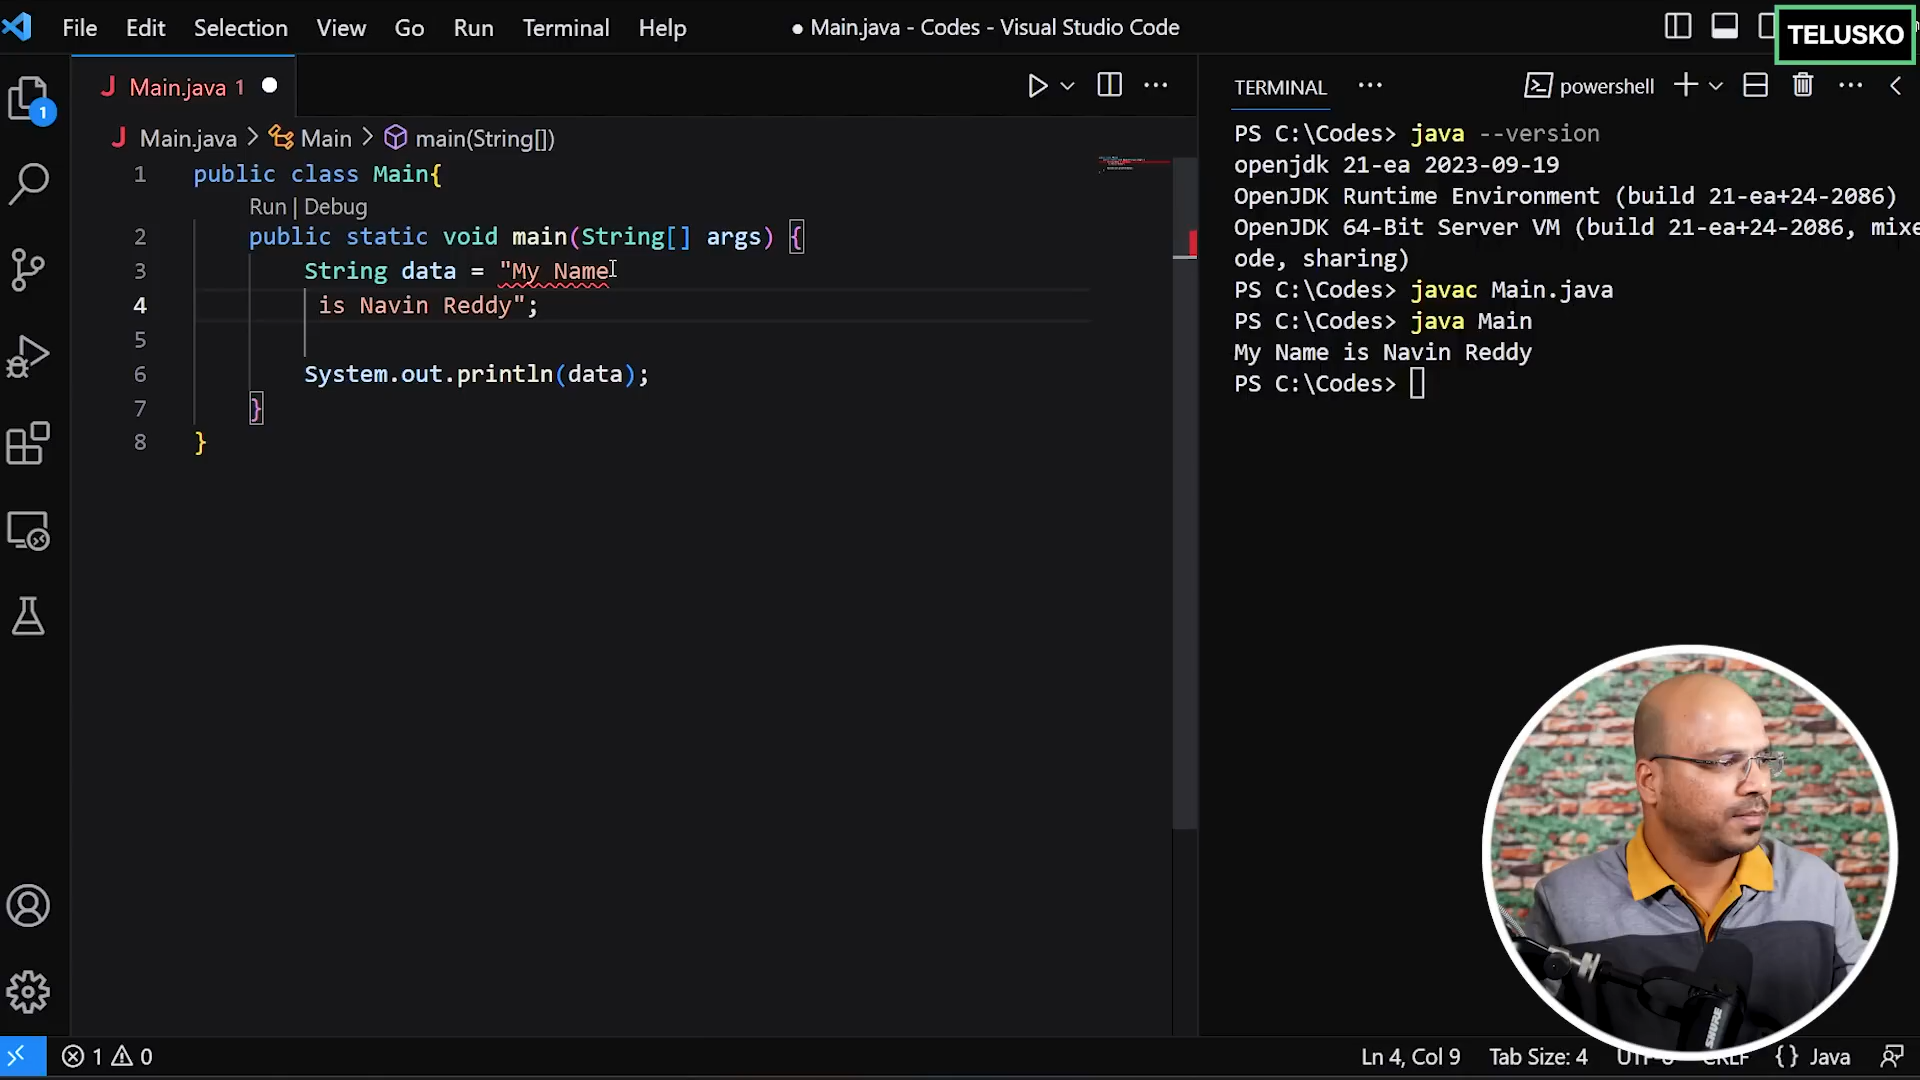 File Edit Selection View Go Run Terminal Help
● Main.java - Codes - Visual Studio Code
TELUSKO
J Main.java 1 ●
J Main.java > Main > main(String[])
1 public class Main{
Run | Debug
2 public static void main(String[] args) {
3 String data = "My Name
4 is Navin Reddy";
5
6 System.out.println(data);
7 }
8 }
TERMINAL ··· powershell
PS C:\Codes> java --version
openjdk 21-ea 2023-09-19
OpenJDK Runtime Environment (build 21-ea+24-2086)
OpenJDK 64-Bit Server VM (build 21-ea+24-2086, mixe
ode, sharing)
PS C:\Codes> javac Main.java
PS C:\Codes> java Main
My Name is Navin Reddy
PS C:\Codes>
1
SHURE
1 0
Ln 4, Col 9 Tab Size: 4 CRLF {} Java